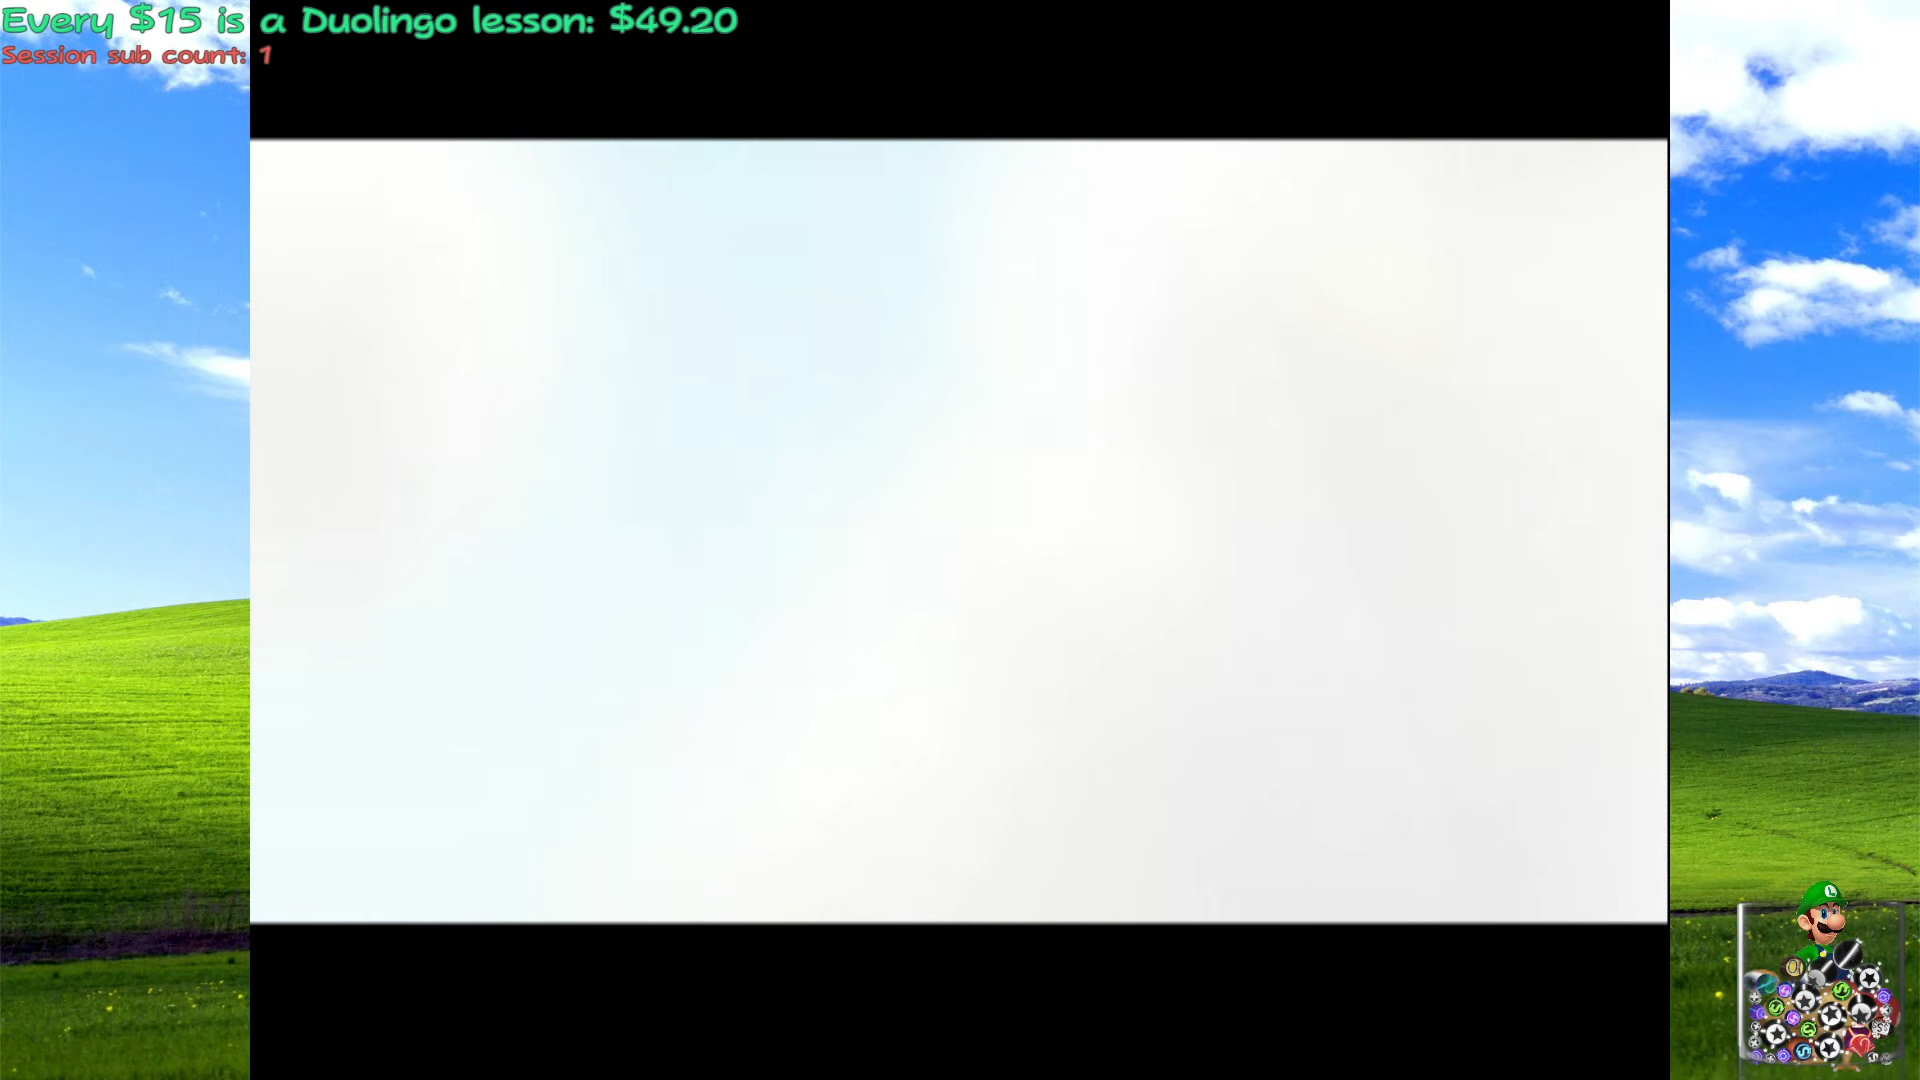 Every $15 is a Duolingo lesson: $49.20
Session sub count: 1